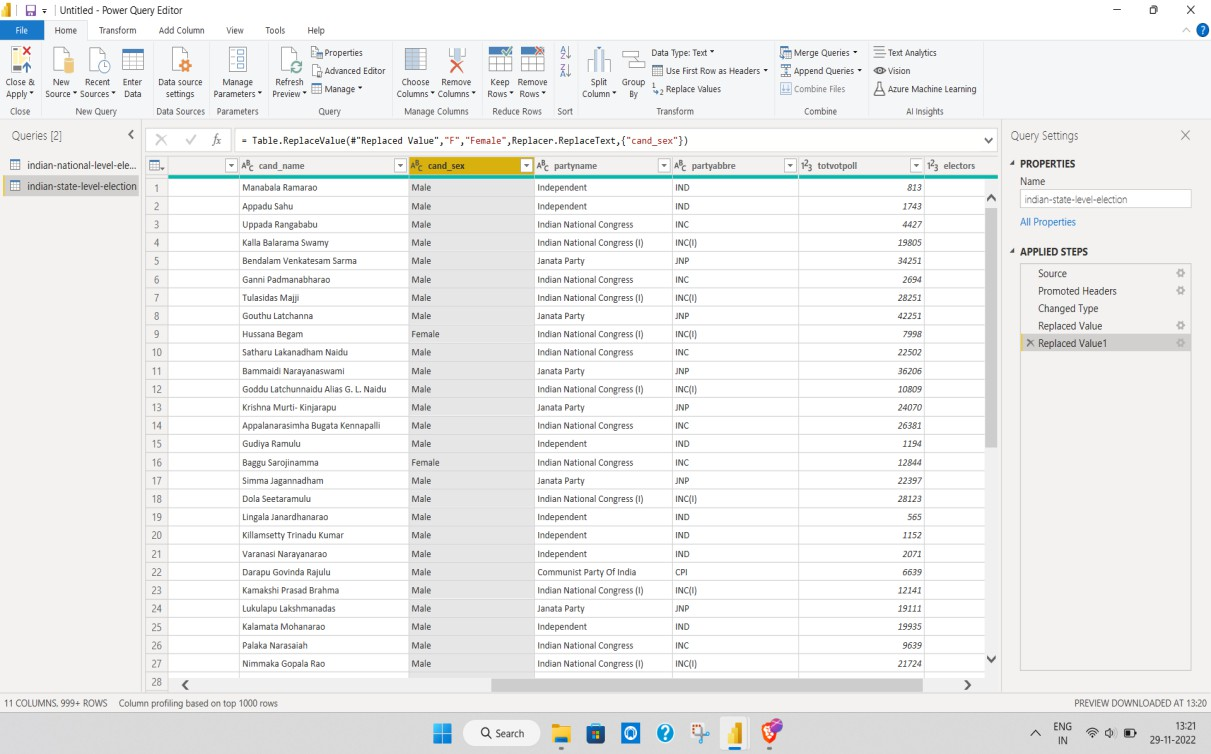 Untitled - Power Query Editor
File Home Transform Add Column View Tools Help
Close & Apply
New Source
Recent Sources
Enter Data
Data source settings
Manage Parameters
Refresh Preview
Properties
Advanced Editor
Manage
Choose Columns
Remove Columns
Keep Rows
Remove Rows
Split Column
Group By
Data Type: Text
Use First Row as Headers
Replace Values
Merge Queries
Append Queries
Combine Files
Text Analytics
Vision
Azure Machine Learning
Close New Query Data Sources Parameters Query Manage Columns Reduce Rows Sort Transform Combine AI Insights
Queries [2]
indian-national-level-ele...
indian-state-level-election
fx = Table.ReplaceValue(#"Replaced Value","F","Female",Replacer.ReplaceText,{"cand_sex"})
cand_name cand_sex partyname partyabbre totvotpoll electors
1 Manabala Ramarao Male Independent IND 813
2 Appadu Sahu Male Independent IND 1743
3 Uppada Rangababu Male Indian National Congress INC 4427
4 Kalla Balarama Swamy Male Indian National Congress (I) INC(I) 19805
5 Bendalam Venkatesam Sarma Male Janata Party JNP 34251
6 Ganni Padmanabharao Male Indian National Congress INC 2694
7 Tulasidas Majji Male Indian National Congress (I) INC(I) 28251
8 Gouthu Latchanna Male Janata Party JNP 42251
9 Hussana Begam Female Indian National Congress (I) INC(I) 7998
10 Satharu Lakanadham Naidu Male Indian National Congress INC 22502
11 Bammaidi Narayanaswami Male Janata Party JNP 36206
12 Goddu Latchunnaidu Alias G. L. Naidu Male Indian National Congress (I) INC(I) 10809
13 Krishna Murti- Kinjarapu Male Janata Party JNP 24070
14 Appalanarasimha Bugata Kennapalli Male Indian National Congress INC 26381
15 Gudiya Ramulu Male Independent IND 1194
16 Baggu Sarojinamma Female Indian National Congress INC 12844
17 Simma Jagannadham Male Janata Party JNP 22397
18 Dola Seetaramulu Male Indian National Congress (I) INC(I) 28123
19 Lingala Janardhanarao Male Independent IND 565
20 Killamsetty Trinadu Kumar Male Independent IND 1152
21 Varanasi Narayanarao Male Independent IND 2071
22 Darapu Govinda Rajulu Male Communist Party Of India CPI 6639
23 Kamakshi Prasad Brahma Male Indian National Congress (I) INC(I) 12141
24 Lukulapu Lakshmanadas Male Janata Party JNP 19111
25 Kalamata Mohanarao Male Independent IND 19935
26 Palaka Narasaiah Male Indian National Congress INC 9639
27 Nimmaka Gopala Rao Male Indian National Congress (I) INC(I) 21724
28
Query Settings
PROPERTIES
Name
indian-state-level-election
All Properties
APPLIED STEPS
Source
Promoted Headers
Changed Type
Replaced Value
Replaced Value1
11 COLUMNS, 999+ ROWS Column profiling based on top 1000 rows
PREVIEW DOWNLOADED AT 13:20
Search
ENG
IN
13:21
29-11-2022